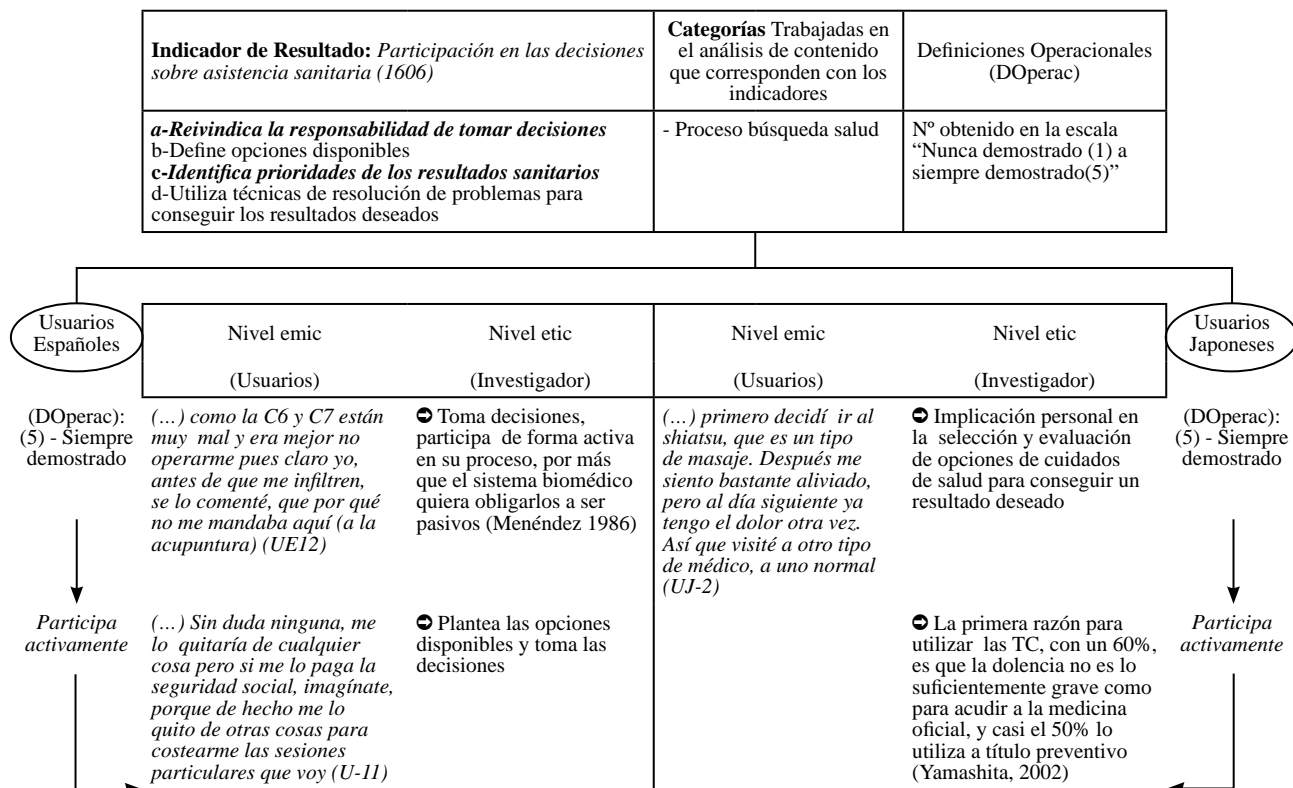 Indicador de Resultado: Participación en las decisiones
sobre asistencia sanitaria (1606)
Categorías Trabajadas en
el análisis de contenido
que corresponden con los
indicadores
Definiciones Operacionales
(DOperac)
a-Reivindica la responsabilidad de tomar decisiones
b-Define opciones disponibles
c-Identifica prioridades de los resultados sanitarios
d-Utiliza técnicas de resolución de problemas para
conseguir los resultados deseados
- Proceso búsqueda salud
Nº obtenido en la escala
“Nunca demostrado (1) a
siempre demostrado(5)”
Usuarios
Españoles
Nivel emic
(Usuarios)
Nivel etic
(Investigador)
Nivel emic
(Usuarios)
Nivel etic
(Investigador)
Usuarios
Japoneses
(DOperac):
(5) - Siempre
demostrado
(…) como la C6 y C7 están
muy mal y era mejor no
operarme pues claro yo,
antes de que me infiltren,
se lo comenté, que por qué
no me mandaba aquí (a la
acupuntura) (UE12)
➲ Toma decisiones,
participa de forma activa
en su proceso, por más
que el sistema biomédico
quiera obligarlos a ser
pasivos (Menéndez 1986)
(…) primero decidí ir al
shiatsu, que es un tipo
de masaje. Después me
siento bastante aliviado,
pero al día siguiente ya
tengo el dolor otra vez.
Así que visité a otro tipo
de médico, a uno normal
(UJ-2)
➲ Implicación personal en
la selección y evaluación
de opciones de cuidados
de salud para conseguir un
resultado deseado
(DOperac):
(5) - Siempre
demostrado
Participa
activamente
(…) Sin duda ninguna, me
lo quitaría de cualquier
cosa pero si me lo paga la
seguridad social, imagínate,
porque de hecho me lo
quito de otras cosas para
costearme las sesiones
particulares que voy (U-11)
➲ Plantea las opciones
disponibles y toma las
decisiones
➲ La primera razón para
utilizar las TC, con un 60%,
es que la dolencia no es lo
suficientemente grave como
para acudir a la medicina
oficial, y casi el 50% lo
utiliza a título preventivo
(Yamashita, 2002)
Participa
activamente